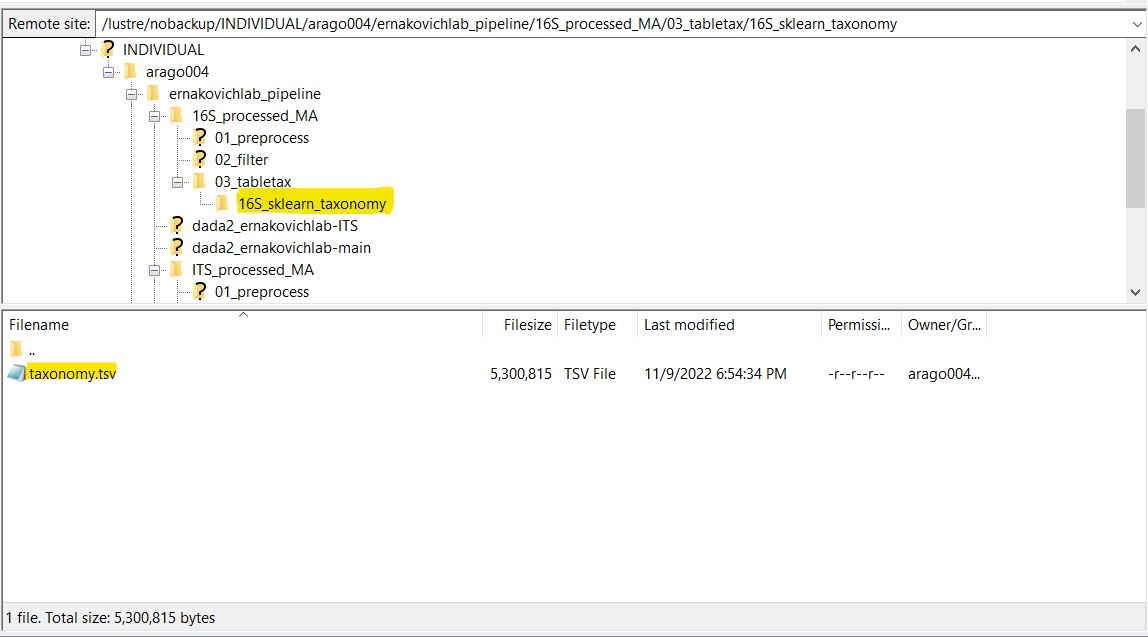 Remote site: /lustre/nobackup/INDIVIDUAL/arago004/ernakovichlab_pipeline/16S_processed_MA/03_tabletax/16S_sklearn_taxonomy
? INDIVIDUAL
arago004
ernakovichlab_pipeline
16S_processed_MA
? 01_preprocess
? 02_filter
03_tabletax
16S_sklearn_taxonomy
? dada2_ernakovichlab-ITS
? dada2_ernakovichlab-main
ITS_processed_MA
? 01_preprocess
Filename Filesize Filetype Last modified Permissi... Owner/Gr...
..
taxonomy.tsv 5,300,815 TSV File 11/9/2022 6:54:34 PM -r--r--r-- arago004...
1 file. Total size: 5,300,815 bytes